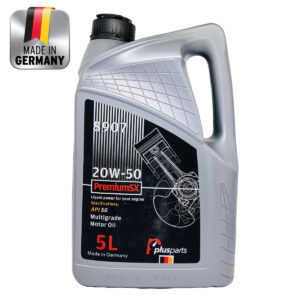 MADE IN
GERMANY
8907
20W-50
PremiumSX
Liquid power for your engine
Specifications.
API SG
Multigrade
Motor Oil
5L
Made in Germany
plusparts